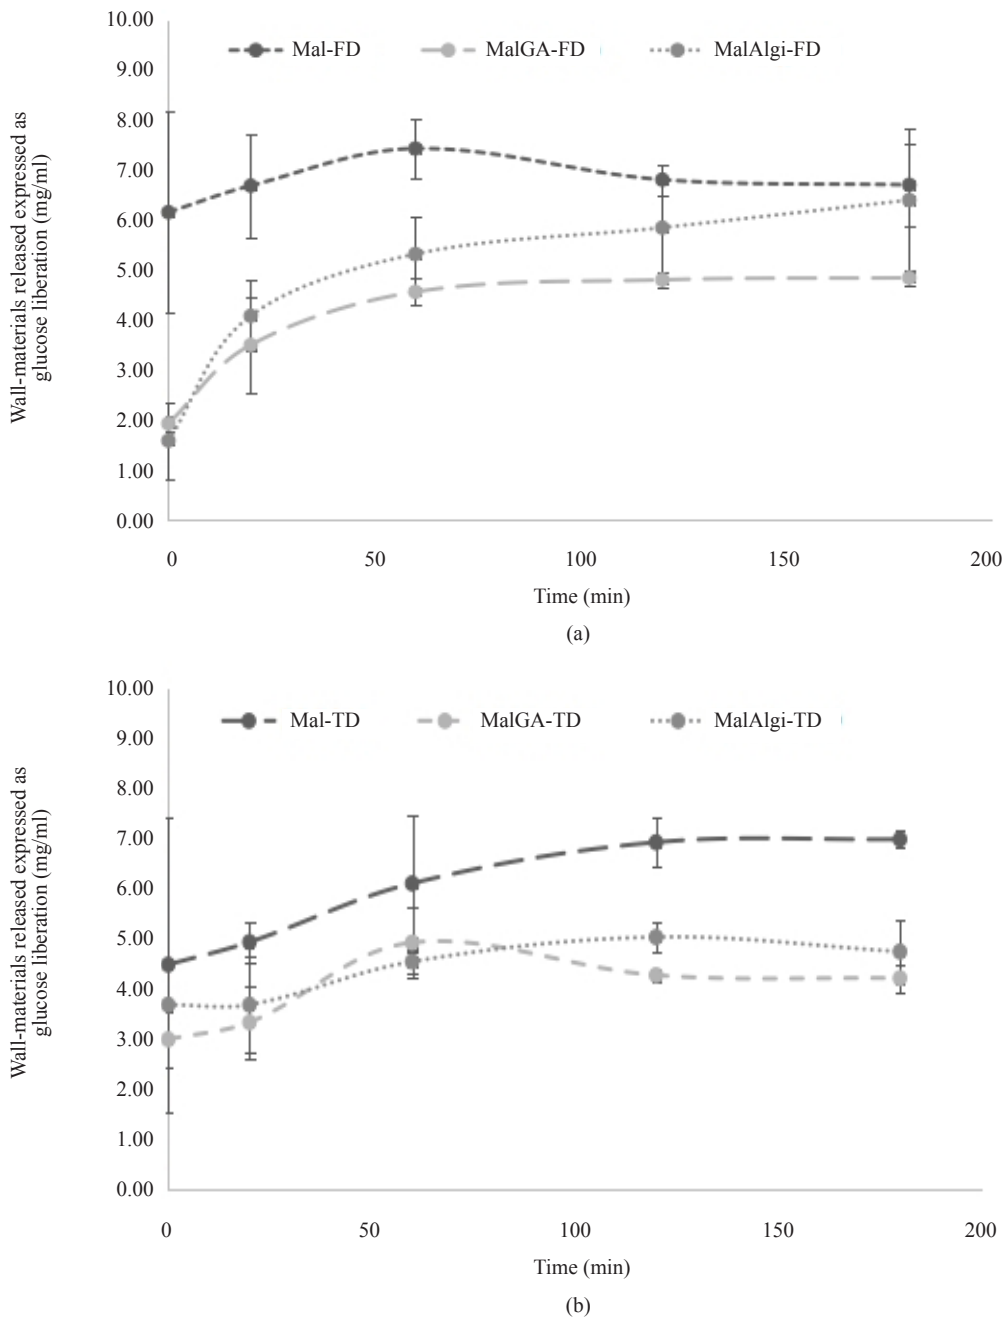 10.00
Mal-FD MalGA-FD MalAlgi-FD
9.00
8.00
7.00
6.00
5.00
4.00
3.00
2.00
1.00
0.00
Wall-materials released expressed as
glucose liberation (mg/ml)
0 50 100 150 200
Time (min)
(a)
10.00
Mal-TD MalGA-TD MalAlgi-TD
9.00
8.00
7.00
6.00
5.00
4.00
3.00
2.00
1.00
0.00
Wall-materials released expressed as
glucose liberation (mg/ml)
0 50 100 150 200
Time (min)
(b)